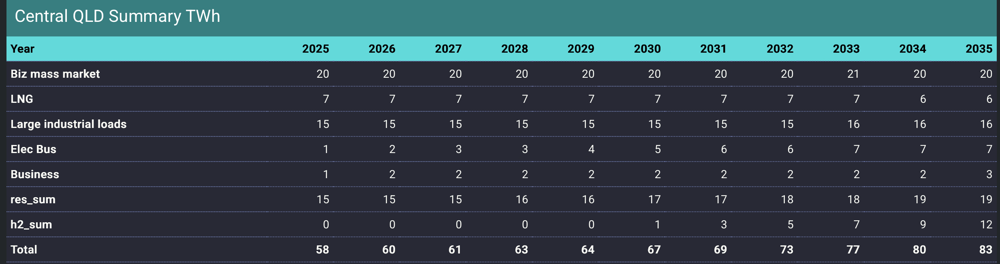 Central QLD Summary TWh
Year 2025 2026 2027 2028 2029 2030 2031 2032 2033 2034 2035
Biz mass market 20 20 20 20 20 20 20 20 21 20 20
LNG 7 7 7 7 7 7 7 7 7 6 6
Large industrial loads 15 15 15 15 15 15 15 15 16 16 16
Elec Bus 1 2 3 3 4 5 6 6 7 7 7
Business 1 2 2 2 2 2 2 2 2 2 3
res_sum 15 15 15 16 16 17 17 18 18 19 19
h2_sum 0 0 0 0 0 1 3 5 7 9 12
Total 58 60 61 63 64 67 69 73 77 80 83